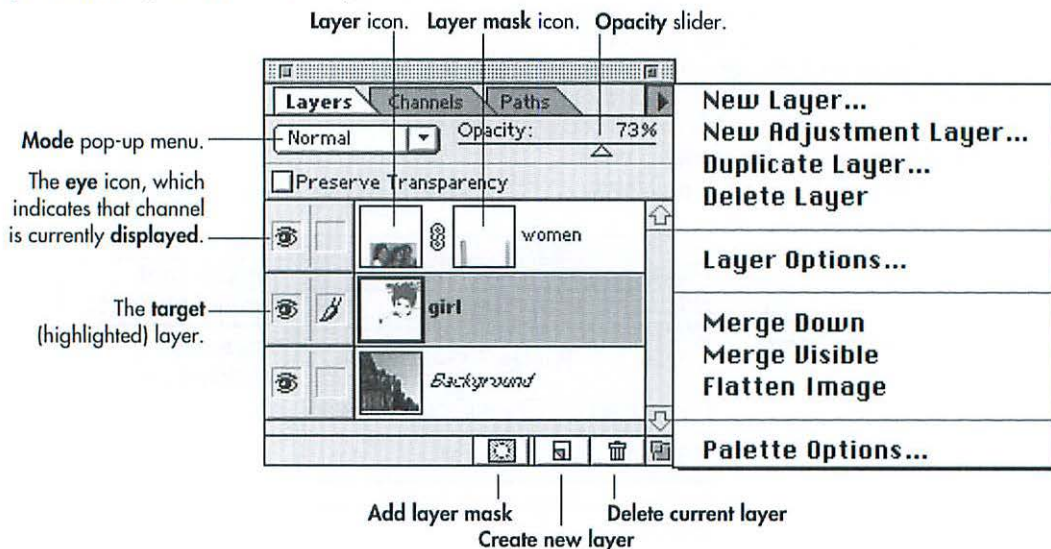 Layer icon. Layer mask icon. Opacity slider.
Layers Channels Paths
Mode pop-up menu.
Normal
Opacity: 73%
Preserve Transparency
The eye icon, which
indicates that channel
is currently displayed.
women
The target
(highlighted) layer.
girl
Background
New Layer...
New Adjustment Layer...
Duplicate Layer...
Delete Layer
Layer Options...
Merge Down
Merge Visible
Flatten Image
Palette Options...
Add layer mask
Create new layer
Delete current layer